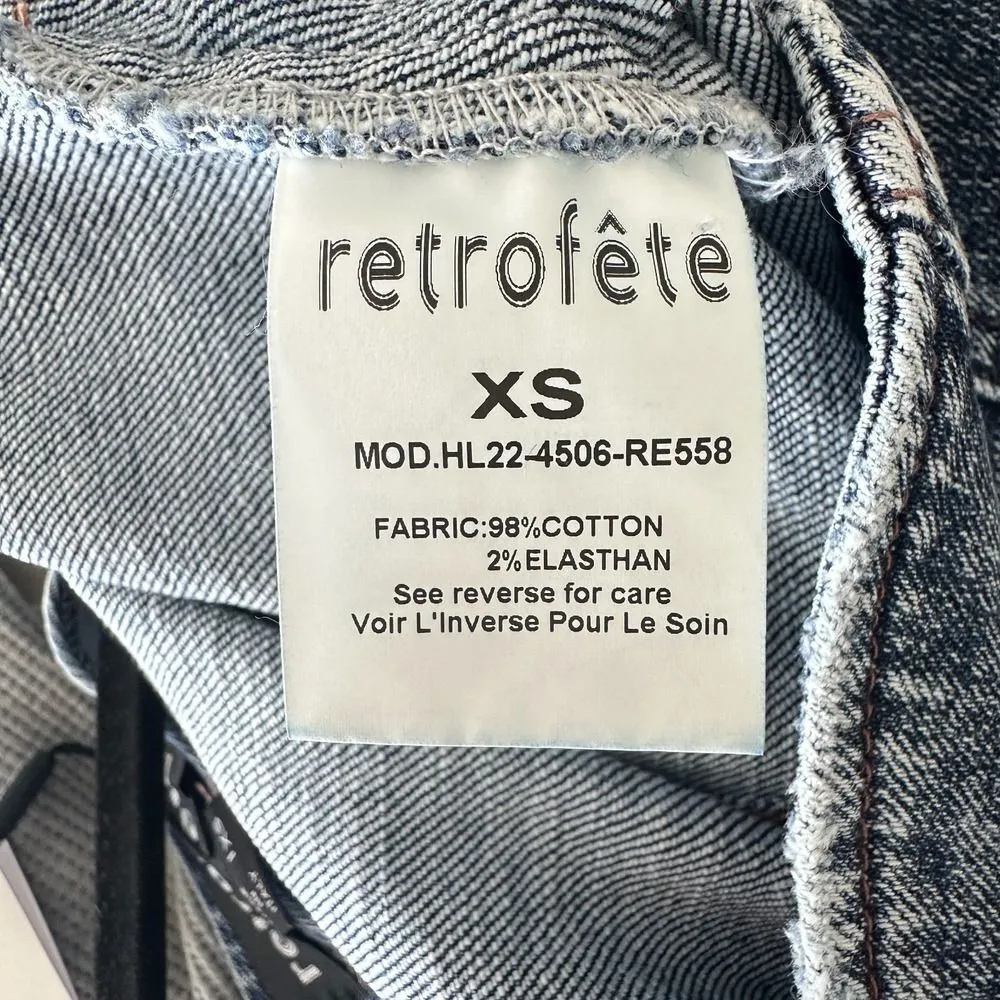 retrofête
XS
MOD.HL22-4506-RE558
FABRIC:98%COTTON
2%ELASTHAN
See reverse for care
Voir L'Inverse Pour Le Soin